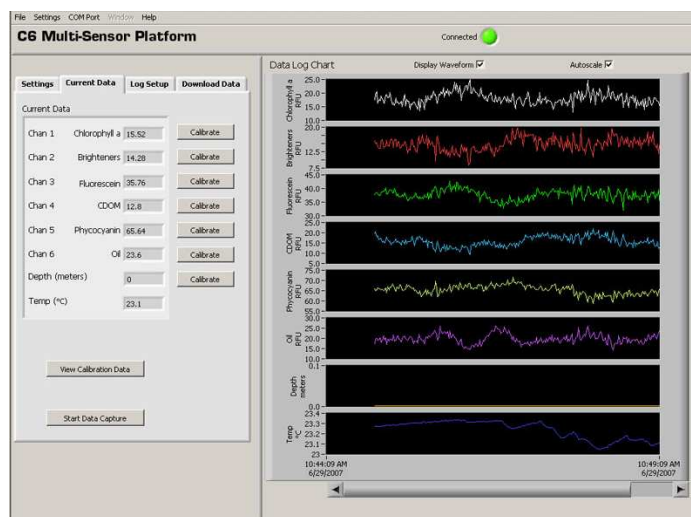 File Settings COM Port Window Help
C6 Multi-Sensor Platform
Connected
Settings Current Data Log Setup Download Data
Current Data
Chan 1 Chlorophyll a 15.52 Calibrate
Chan 2 Brighteners 14.28 Calibrate
Chan 3 Fluorescein 35.76 Calibrate
Chan 4 CDOM 12.8 Calibrate
Chan 5 Phycocyanin 65.64 Calibrate
Chan 6 Oil 23.6 Calibrate
Depth (meters) 0 Calibrate
Temp (°C) 23.1
View Calibration Data
Start Data Capture
Data Log Chart Display Waveform Autoscale
Chlorophyll a
RFU
25.0
20.0
15.0
10.0
Brighteners
RFU
20.0
12.5
7.5
Fluorescein
RFU
45.0
40.0
35.0
30.0
CDOM
RFU
25.0
20.0
15.0
10.0
5.0
Phycocyanin
RFU
75.0
70.0
65.0
60.0
55.0
Oil
RFU
30.0
25.0
20.0
15.0
10.0
Depth
meters
0.1
0.0
Temp
°C
23.4
23.3
23.2
23.1
23
10:44:09 AM 10:49:09 AM
6/29/2007 6/29/2007